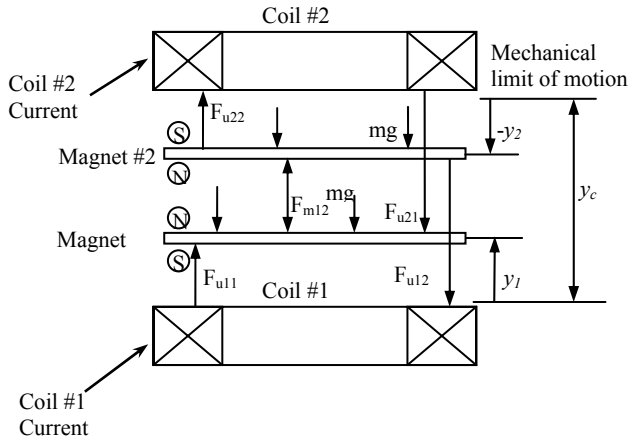 Coil #2
Mechanical
limit of motion
Coil #2
Current
Fu22
S
mg
-y2
Magnet #2
N
yc
Fm12
mg
N
Magnet
Fu21
S
Fu11
Fu12
y1
Coil #1
Coil #1
Current